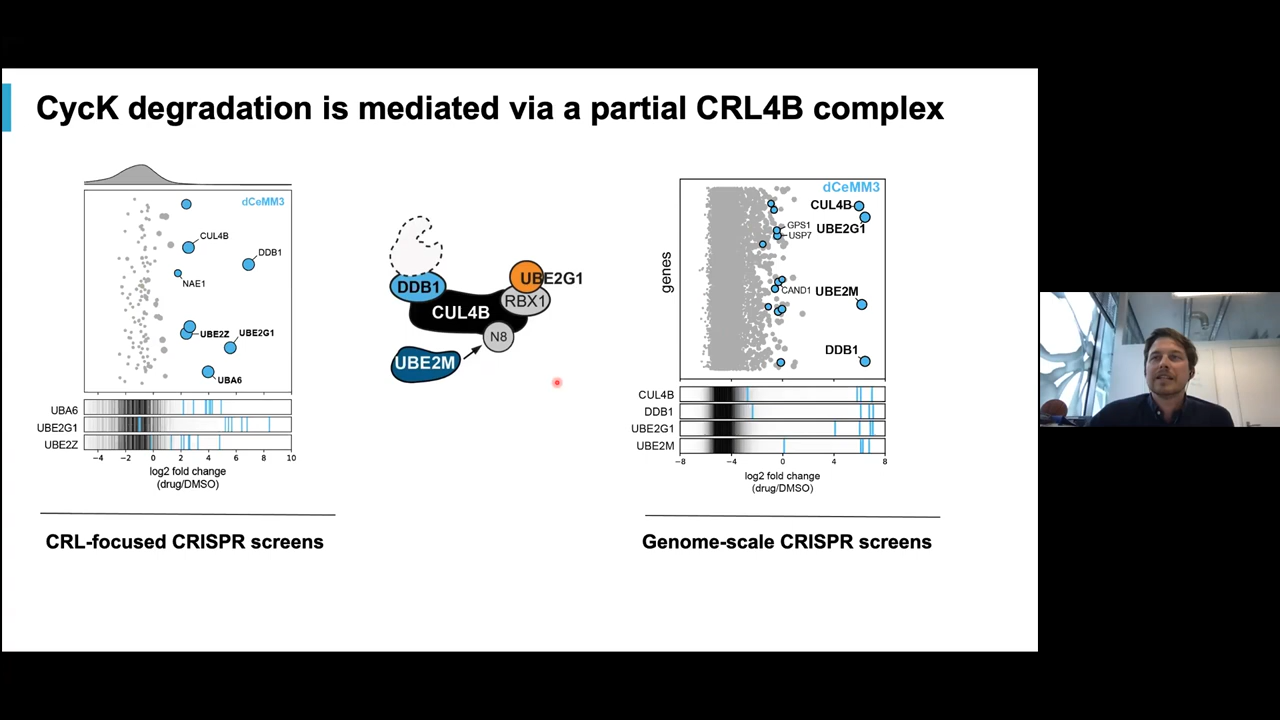 CycK degradation is mediated via a partial CRL4B complex
dCeMM3
CUL4B
DDB1
NAE1
UBE2Z
UBE2G1
UBA6
UBA6
UBE2G1
UBE2Z
−4 −2 0 2 4 6 8 10
log2 fold change
(drug/DMSO)
CRL-focused CRISPR screens
DDB1
CUL4B
UBE2G1
RBX1
N8
UBE2M
genes
dCeMM3
CUL4B
GPS1
UBE2G1
USP7
CAND1
UBE2M
DDB1
CUL4B
DDB1
UBE2G1
UBE2M
−8 −4 0 4 8
log2 fold change
(drug/DMSO)
Genome-scale CRISPR screens